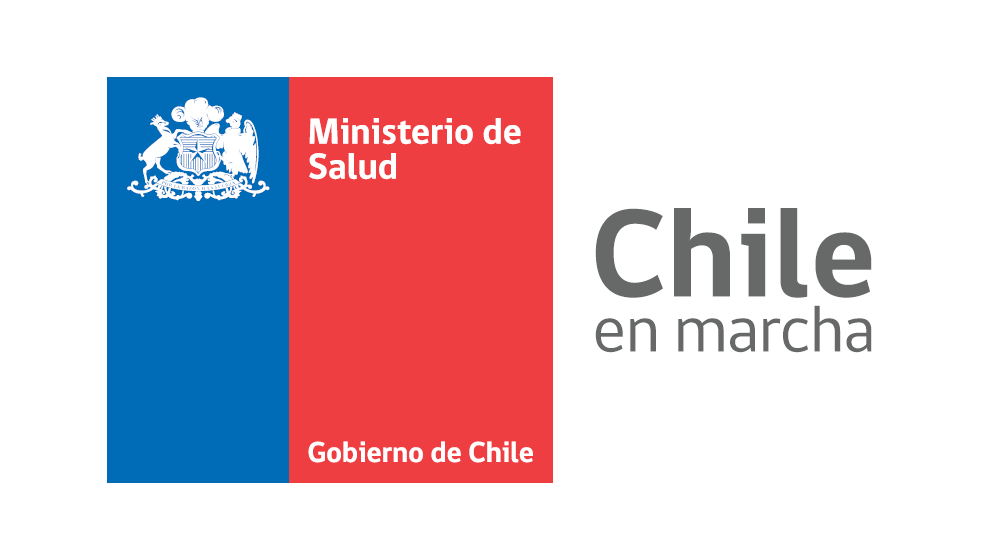 Ministerio de
Salud
Gobierno de Chile
Chile
en marcha